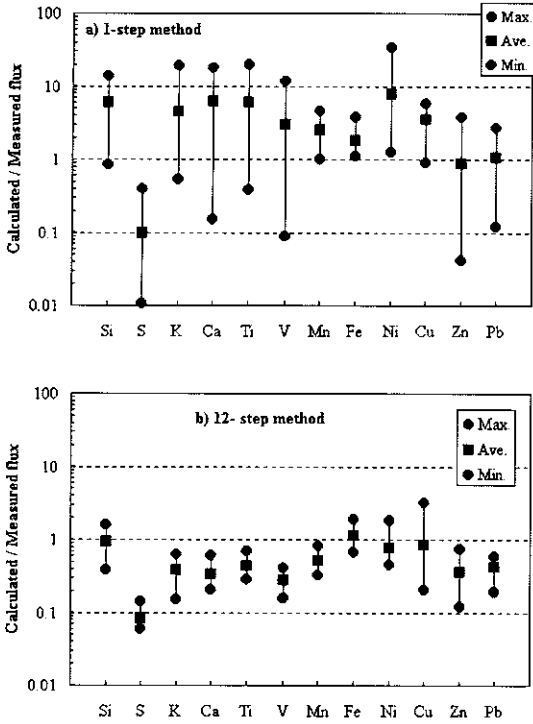 100
a) 1-step method
Max.
Ave.
Min.
10
1
0.1
0.01
Calculated / Measured flux
Si S K Ca Ti V Mn Fe Ni Cu Zn Pb
100
b) 12- step method
Max.
Ave.
Min.
10
1
0.1
0.01
Calculated / Measured flux
Si S K Ca Ti V Mn Fe Ni Cu Zn Pb